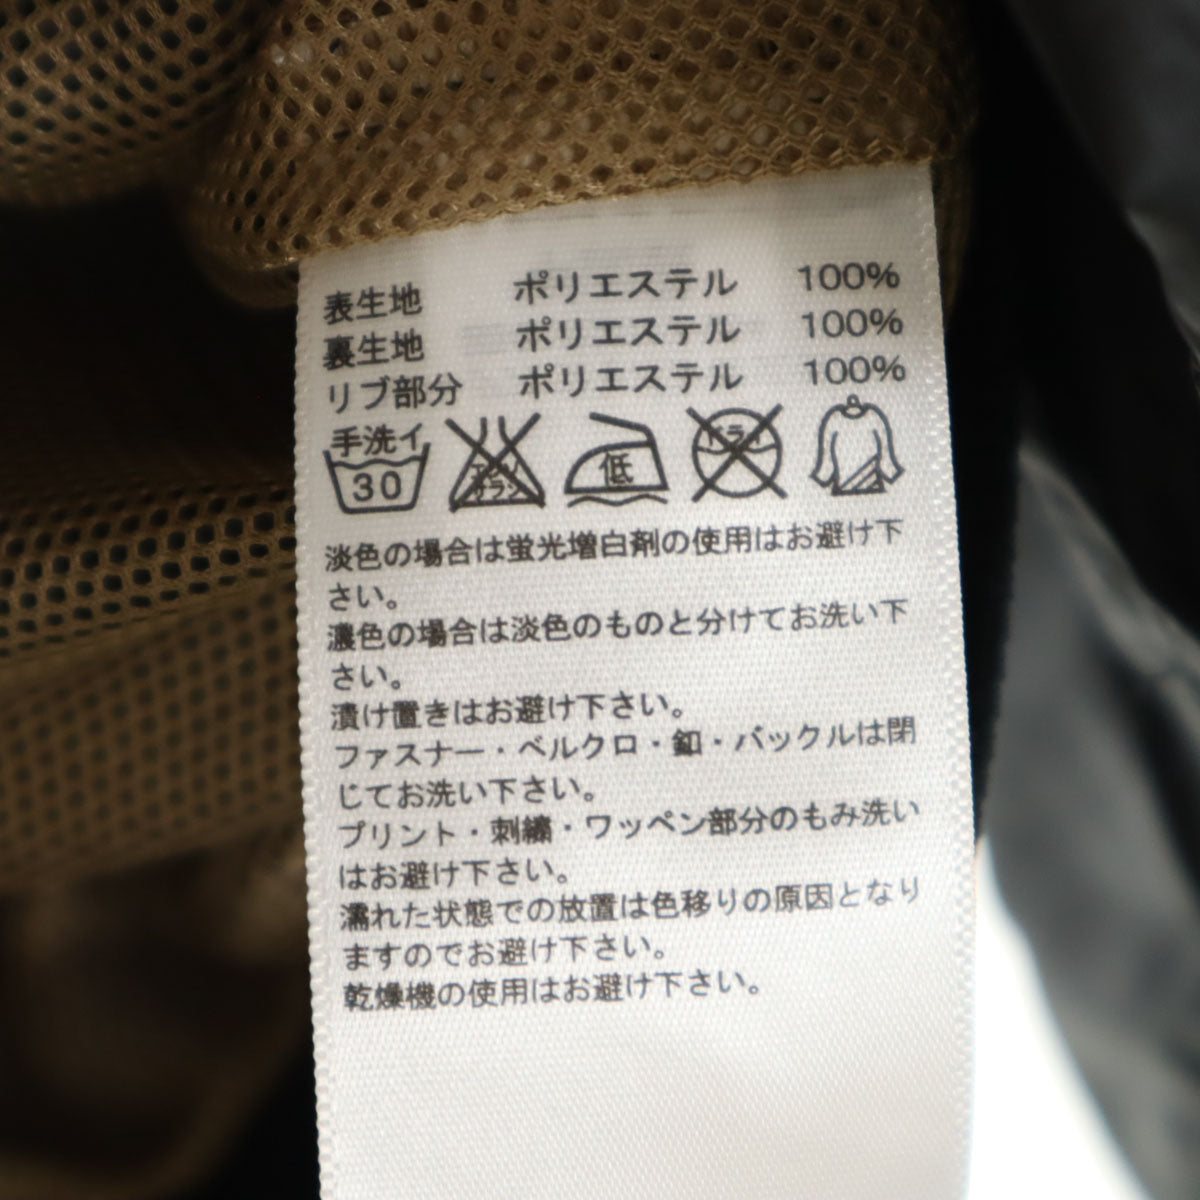 表生地 ポリエステル 100%
裏生地 ポリエステル 100%
リブ部分 ポリエステル 100%
手洗イ
30
エンソ
サラシ
低
ドライ
淡色の場合は蛍光増白剤の使用はお避け下
さい。
濃色の場合は淡色のものと分けてお洗い下
さい。
漬け置きはお避け下さい。
ファスナー・ベルクロ・釦・バックルは閉
じてお洗い下さい。
プリント・刺繍・ワッペン部分のもみ洗い
はお避け下さい。
濡れた状態での放置は色移りの原因となり
ますのでお避け下さい。
乾燥機の使用はお避け下さい。